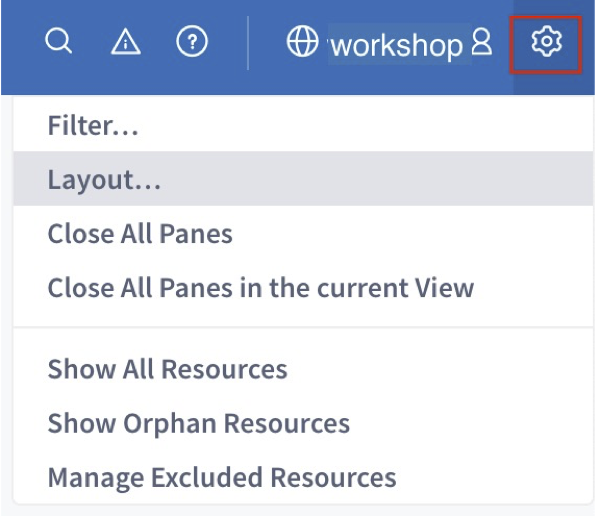 workshop
Filter...
Layout...
Close All Panes
Close All Panes in the current View
Show All Resources
Show Orphan Resources
Manage Excluded Resources